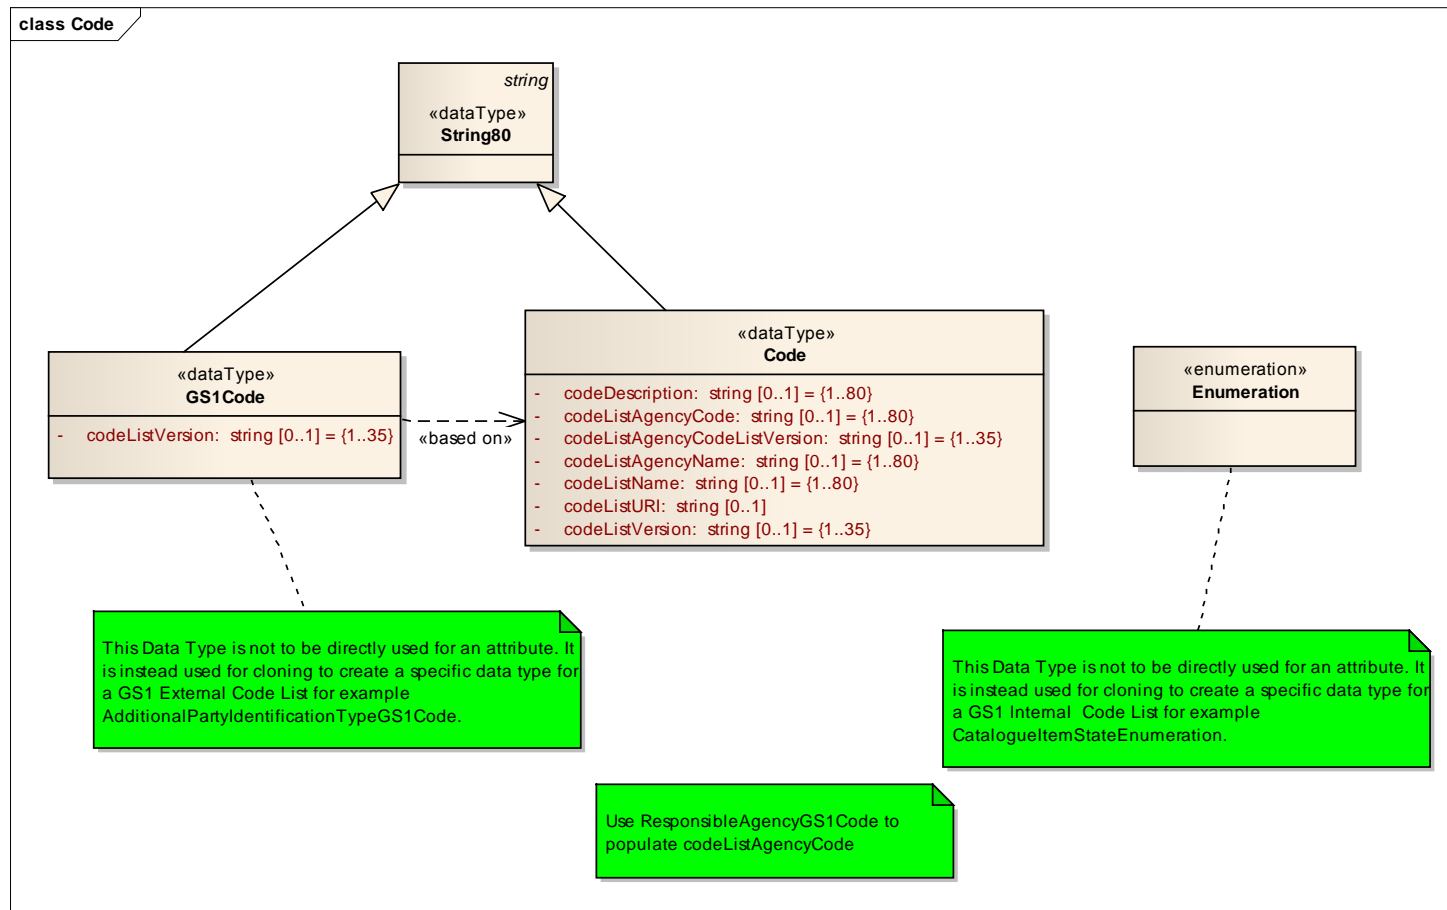 class Code
string
«dataType»
String80
«dataType»
GS1Code
- codeListVersion: string [0..1] = {1..35}
«based on»
«dataType»
Code
- codeDescription: string [0..1] = {1..80}
- codeListAgencyCode: string [0..1] = {1..80}
- codeListAgencyCodeListVersion: string [0..1] = {1..35}
- codeListAgencyName: string [0..1] = {1..80}
- codeListName: string [0..1] = {1..80}
- codeListURI: string [0..1]
- codeListVersion: string [0..1] = {1..35}
«enumeration»
Enumeration
This Data Type is not to be directly used for an attribute. It
is instead used for cloning to create a specific data type for
a GS1 External Code List for example
AdditionalPartyIdentificationTypeGS1Code.
This Data Type is not to be directly used for an attribute. It
is instead used for cloning to create a specific data type for
a GS1 Internal Code List for example
CatalogueItemStateEnumeration.
Use ResponsibleAgencyGS1Code to
populate codeListAgencyCode